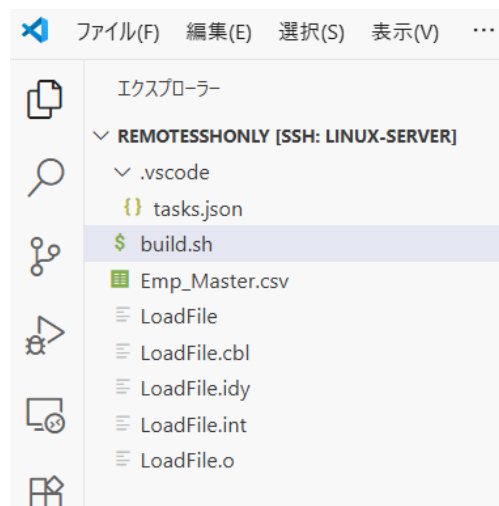 ファイル(F) 編集(E) 選択(S) 表示(V) …
エクスプローラー
REMOTESSHONLY [SSH: LINUX-SERVER]
.vscode
{} tasks.json
$ build.sh
Emp_Master.csv
LoadFile
LoadFile.cbl
LoadFile.idy
LoadFile.int
LoadFile.o